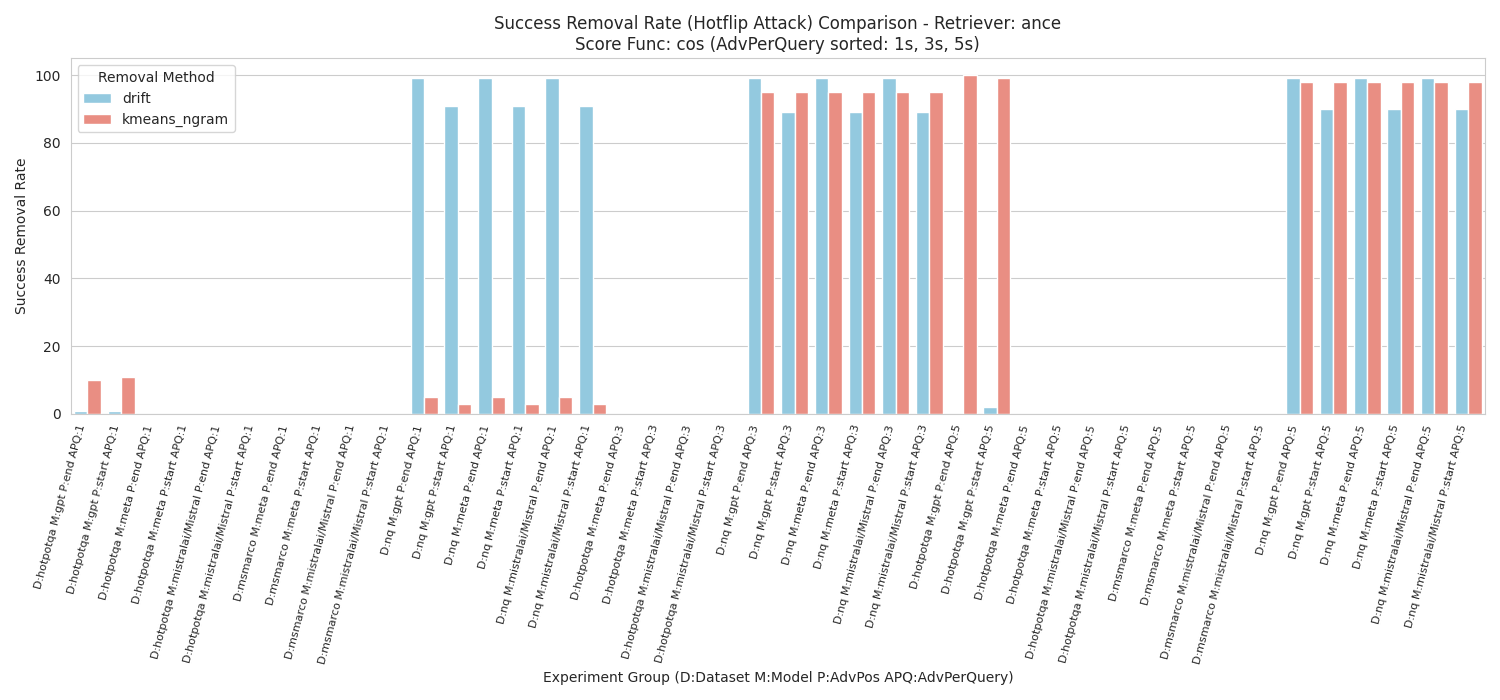 Success Removal Rate (Hotflip Attack) Comparison - Retriever: ance
Score Func: cos (AdvPerQuery sorted: 1s, 3s, 5s)
Removal Method
drift
kmeans_ngram
Success Removal Rate
100
80
60
40
20
0
D:hotpotqa M:gpt P:end APQ:1
D:hotpotqa M:gpt P:start APQ:1
D:hotpotqa M:meta P:end APQ:1
D:hotpotqa M:meta P:start APQ:1
D:hotpotqa M:mistralai/Mistral P:end APQ:1
D:hotpotqa M:mistralai/Mistral P:start APQ:1
D:msmarco M:meta P:end APQ:1
D:msmarco M:meta P:start APQ:1
D:msmarco M:mistralai/Mistral P:end APQ:1
D:msmarco M:mistralai/Mistral P:start APQ:1
D:nq M:gpt P:end APQ:1
D:nq M:gpt P:start APQ:1
D:nq M:meta P:end APQ:1
D:nq M:meta P:start APQ:1
D:nq M:mistralai/Mistral P:end APQ:1
D:nq M:mistralai/Mistral P:start APQ:1
D:hotpotqa M:meta P:end APQ:3
D:hotpotqa M:meta P:start APQ:3
D:hotpotqa M:mistralai/Mistral P:end APQ:3
D:hotpotqa M:mistralai/Mistral P:start APQ:3
D:nq M:gpt P:end APQ:3
D:nq M:gpt P:start APQ:3
D:nq M:meta P:end APQ:3
D:nq M:meta P:start APQ:3
D:nq M:mistralai/Mistral P:end APQ:3
D:nq M:mistralai/Mistral P:start APQ:3
D:hotpotqa M:gpt P:end APQ:5
D:hotpotqa M:gpt P:start APQ:5
D:hotpotqa M:meta P:end APQ:5
D:hotpotqa M:meta P:start APQ:5
D:hotpotqa M:mistralai/Mistral P:end APQ:5
D:hotpotqa M:mistralai/Mistral P:start APQ:5
D:msmarco M:meta P:end APQ:5
D:msmarco M:meta P:start APQ:5
D:msmarco M:mistralai/Mistral P:end APQ:5
D:msmarco M:mistralai/Mistral P:start APQ:5
D:nq M:gpt P:end APQ:5
D:nq M:gpt P:start APQ:5
D:nq M:meta P:end APQ:5
D:nq M:meta P:start APQ:5
D:nq M:mistralai/Mistral P:end APQ:5
D:nq M:mistralai/Mistral P:start APQ:5
Experiment Group (D:Dataset M:Model P:AdvPos APQ:AdvPerQuery)